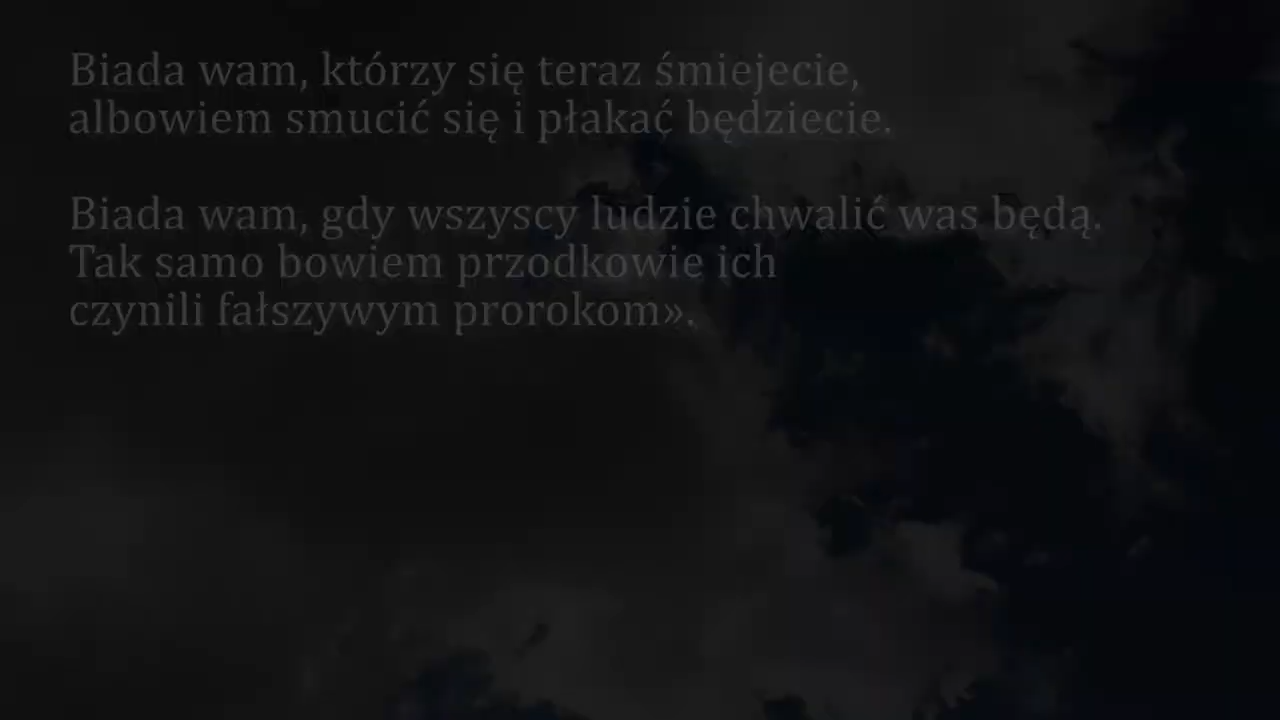 Biada wam, którzy się teraz śmiejecie,
albowiem smucić się i płakać będziecie.
Biada wam, gdy wszyscy ludzie chwalić was będą.
Tak samo bowiem przodkowie ich
czynili fałszywym prorokom».